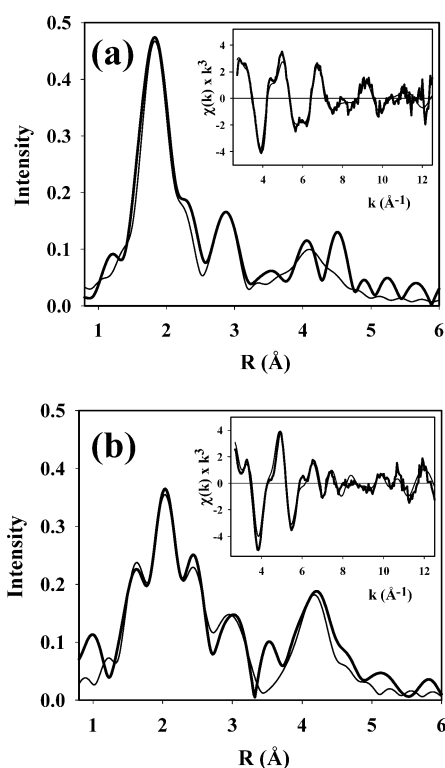 (a)
0.5
0.4
0.3
0.2
0.1
0.0
Intensity
1 2 3 4 5 6
R (Å)
4
2
0
-2
-4
χ(k) x k³
4 6 8 10 12
k (Å⁻¹)
(b)
0.5
0.4
0.3
0.2
0.1
0.0
Intensity
1 2 3 4 5 6
R (Å)
4
2
0
-2
-4
χ(k) x k³
4 6 8 10 12
k (Å⁻¹)